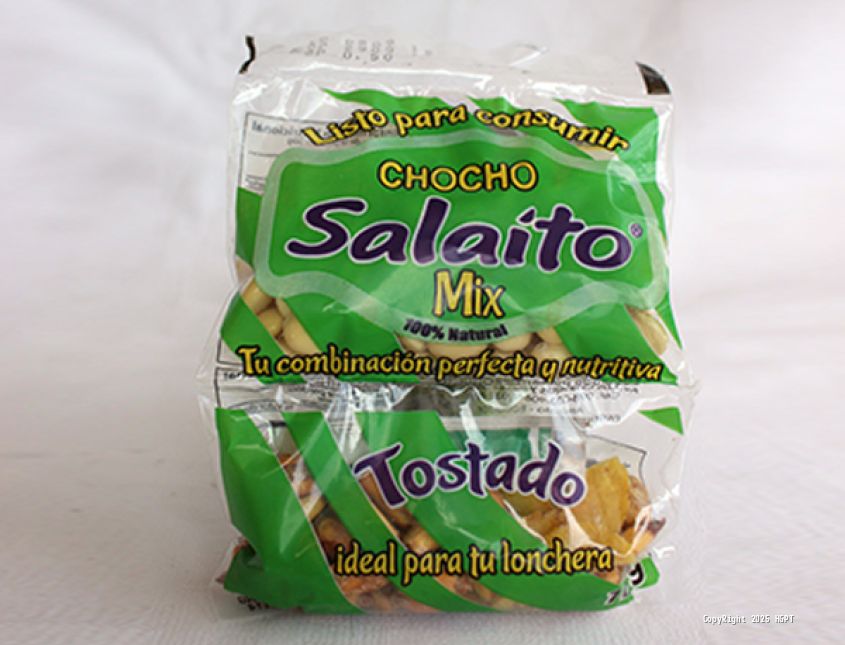 Listo para consumir
CHOCHO
Salaíto®
Mix
100% Natural
Tu combinación perfecta y nutritiva
Tostado
ideal para tu lonchera
CopyRight 2025 HGPT